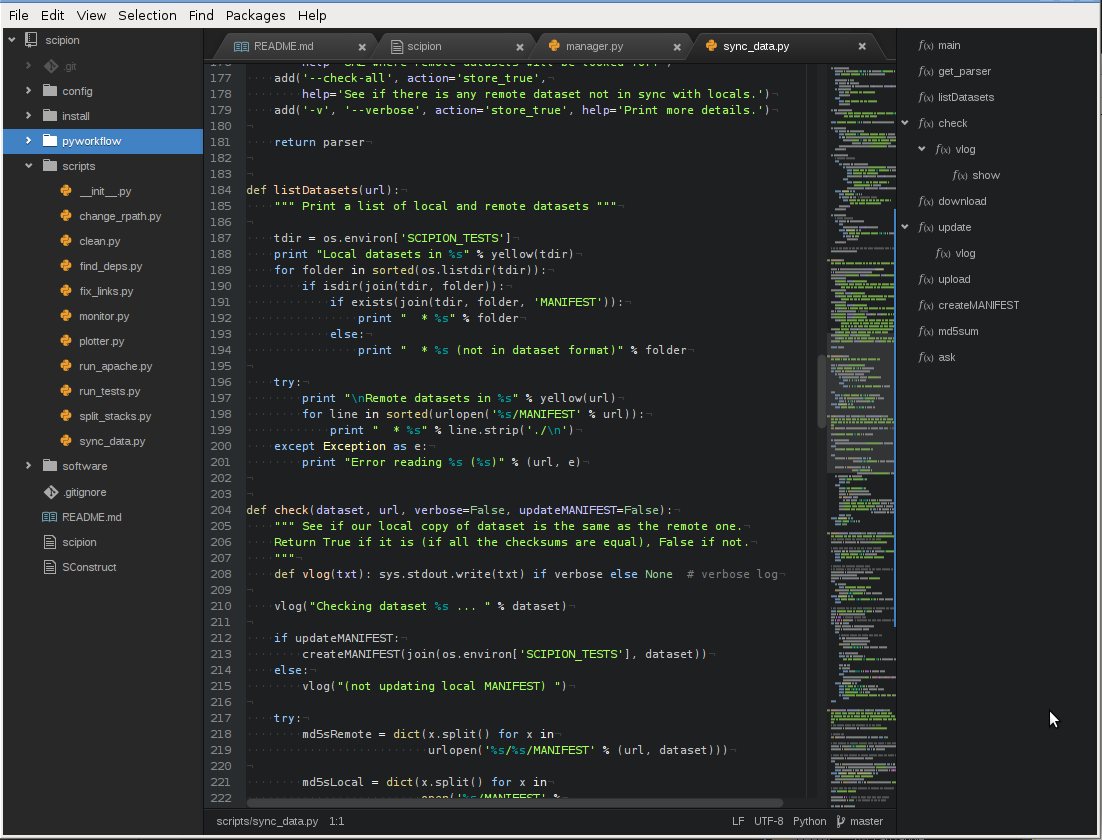 File Edit View Selection Find Packages Help
scipion
.git
config
install
pyworkflow
scripts
__init__.py
change_rpath.py
clean.py
find_deps.py
fix_links.py
monitor.py
plotter.py
run_apache.py
run_tests.py
split_stacks.py
sync_data.py
software
.gitignore
README.md
scipion
SConstruct
README.md scipion manager.py sync_data.py
177 add('--check-all', action='store_true',
178 help='See if there is any remote dataset not in sync with locals.')
179 add('-v', '--verbose', action='store_true', help='Print more details.')
180
181 return parser
182
183
184 def listDatasets(url):
185 """ Print a list of local and remote datasets """
186
187 tdir = os.environ['SCIPION_TESTS']
188 print "Local datasets in %s" % yellow(tdir)
189 for folder in sorted(os.listdir(tdir)):
190 if isdir(join(tdir, folder)):
191 if exists(join(tdir, folder, 'MANIFEST')):
192 print "  * %s" % folder
193 else:
194 print "  * %s (not in dataset format)" % folder
195
196 try:
197 print "\nRemote datasets in %s" % yellow(url)
198 for line in sorted(urlopen('%s/MANIFEST' % url)):
199 print "  * %s" % line.strip('./\n')
200 except Exception as e:
201 print "Error reading %s (%s)" % (url, e)
202
203
204 def check(dataset, url, verbose=False, updateMANIFEST=False):
205 """ See if our local copy of dataset is the same as the remote one.
206 Return True if it is (if all the checksums are equal), False if not.
207 """
208 def vlog(txt): sys.stdout.write(txt) if verbose else None  # verbose log
209
210 vlog("Checking dataset %s ... " % dataset)
211
212 if updateMANIFEST:
213 createMANIFEST(join(os.environ['SCIPION_TESTS'], dataset))
214 else:
215 vlog("(not updating local MANIFEST) ")
216
217 try:
218 md5sRemote = dict(x.split() for x in
219 urlopen('%s/%s/MANIFEST' % (url, dataset)))
220
221 md5sLocal = dict(x.split() for x in
222 open('%s/MANIFEST' %
f(x) main
f(x) get_parser
f(x) listDatasets
f(x) check
f(x) vlog
f(x) show
f(x) download
f(x) update
f(x) vlog
f(x) upload
f(x) createMANIFEST
f(x) md5sum
f(x) ask
scripts/sync_data.py 1:1 LF UTF-8 Python master